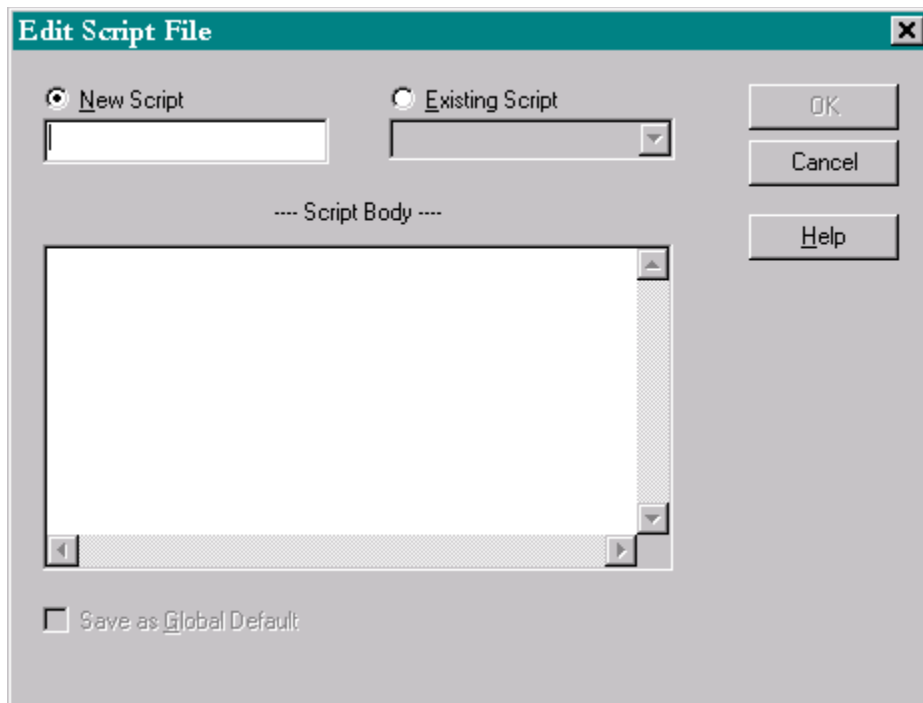 Edit Script File
New Script
Existing Script
OK
Cancel
---- Script Body ----
Help
Save as Global Default